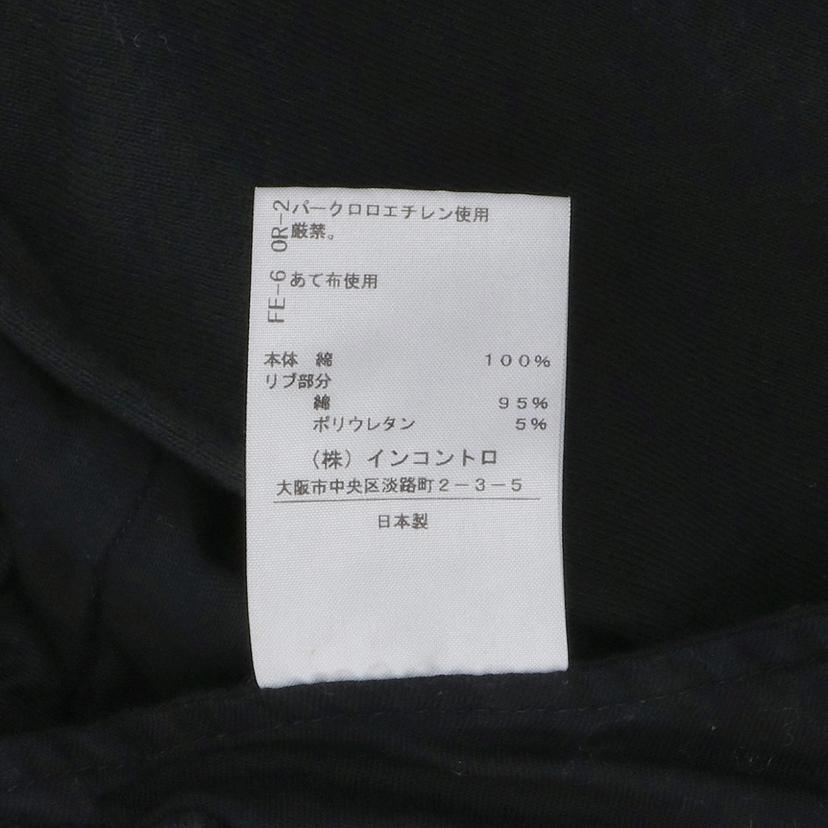 パークロロエチレン使用
厳禁。
あて布使用
FE-6 OR-2
本体 綿 100%
リブ部分
綿 95%
ポリウレタン 5%
(株)インコントロ
大阪市中央区淡路町2-3-5
日本製